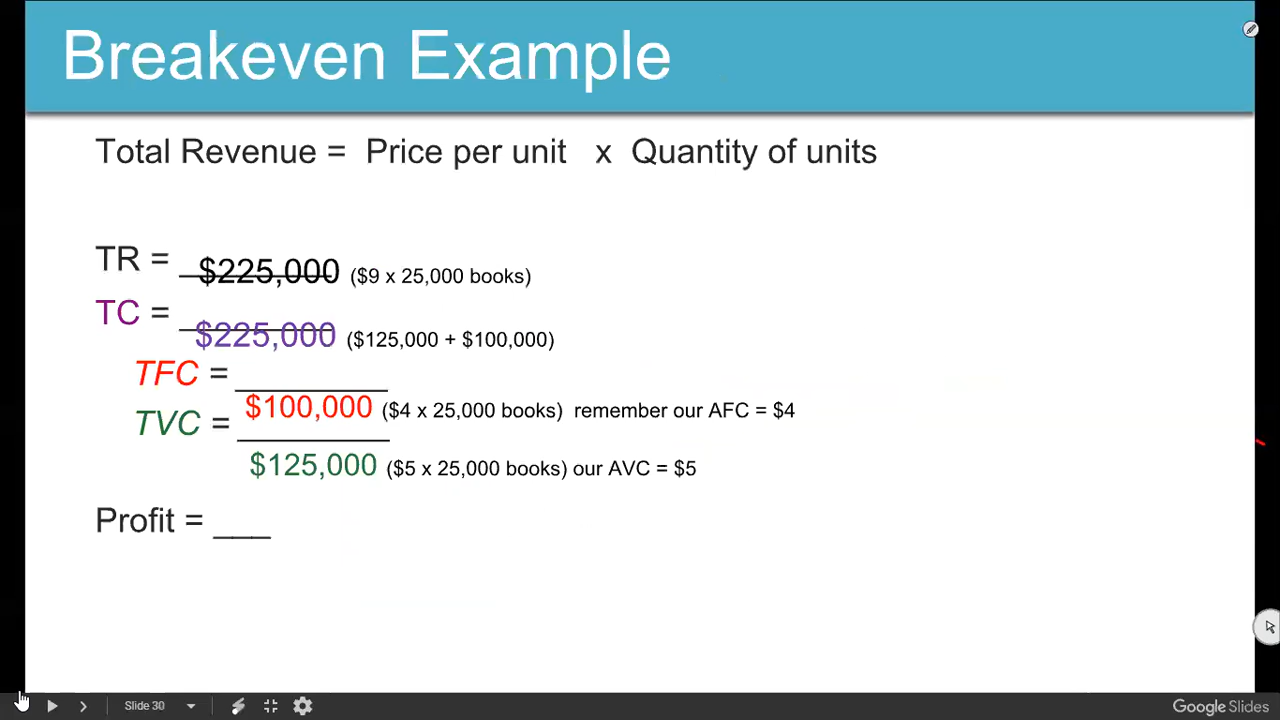 Breakeven Example
Total Revenue = Price per unit x Quantity of units
TR = $225,000 ($9 x 25,000 books)
TC = $225,000 ($125,000 + $100,000)
TFC = ___
$100,000 ($4 x 25,000 books) remember our AFC = $4
TVC = ___
$125,000 ($5 x 25,000 books) our AVC = $5
Profit = ___
Slide 30
Google Slides